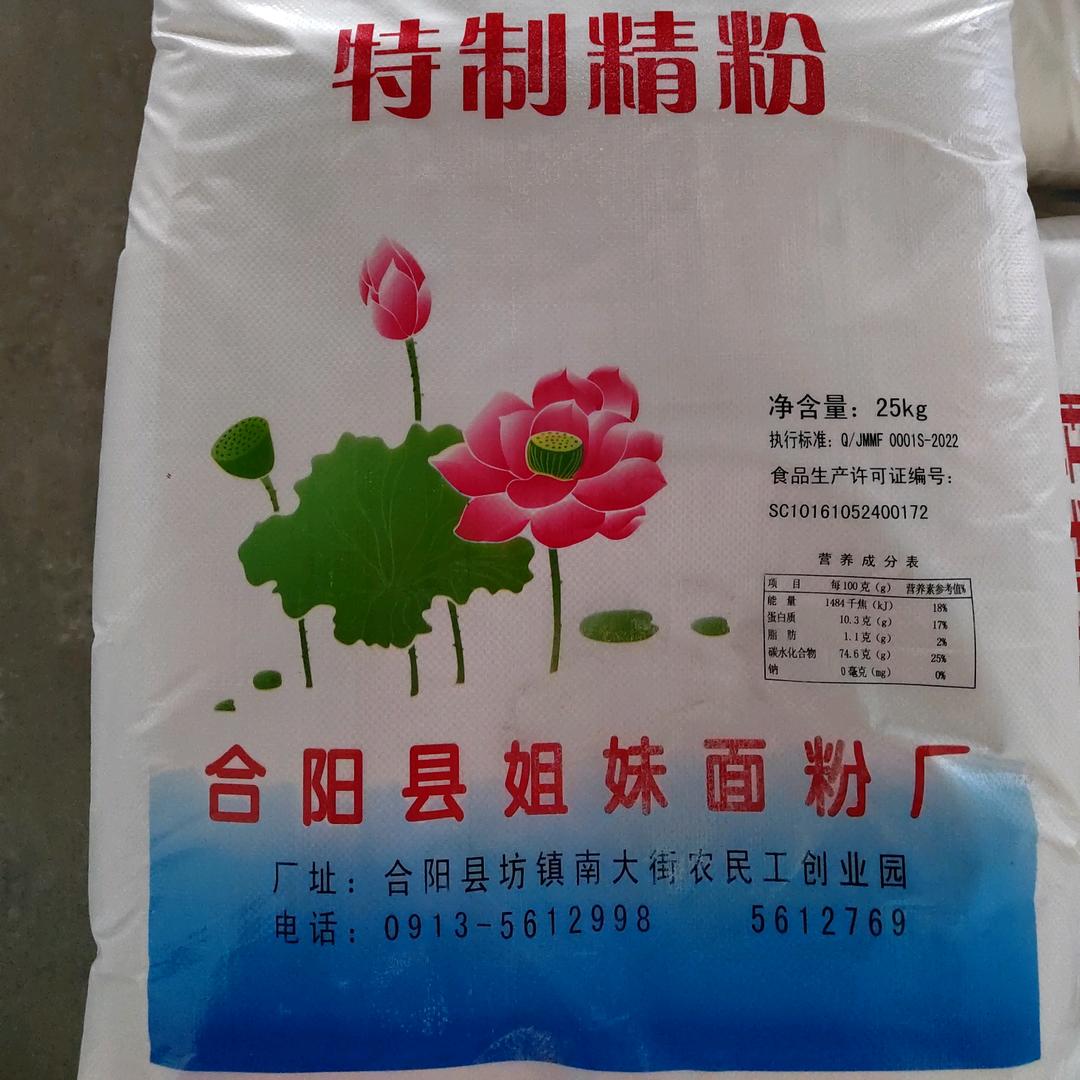 特制精粉
净含量：25kg
执行标准：Q/JMMF 0001S-2022
食品生产许可证编号：
SC10161052400172
营养成分表
项 目 每100克（g） 营养素参考值%
能 量 1484千焦（kJ） 18%
蛋白质 10.3克（g） 17%
脂 肪 1.1克（g） 2%
碳水化合物 74.6克（g） 25%
钠 0毫克（mg） 0%
合阳县姐妹面粉厂
厂址：合阳县坊镇南大街农民工创业园
电话：0913-5612998 5612769